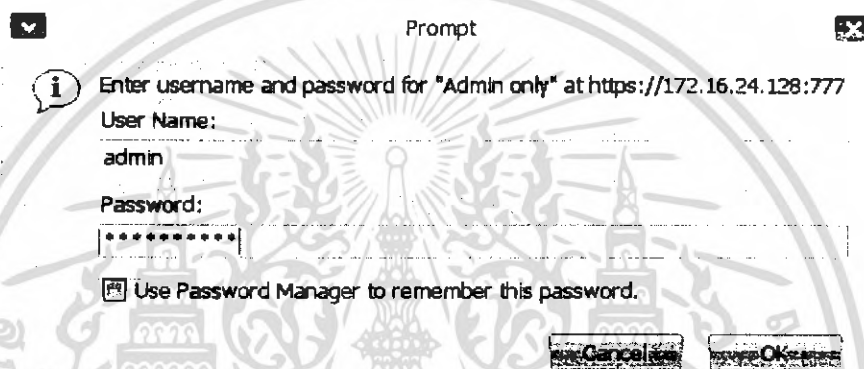 Prompt
Enter username and password for "Admin only" at https://172.16.24.128:777
User Name:
admin
Password:
**********
Use Password Manager to remember this password.
Cancel OK